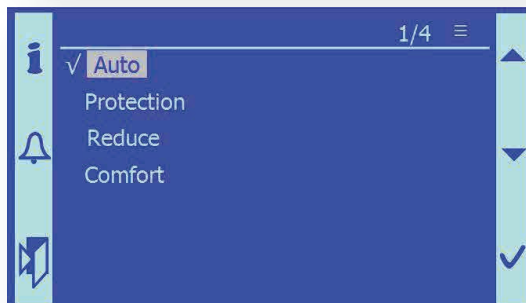 1/4
√ Auto
Protection
Reduce
Comfort